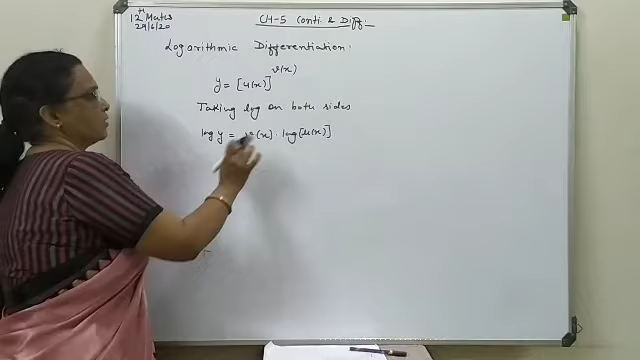 12th Maths
29/6/20
CH-5 Conti. & Diff.
Logarithmic Differentiation.
y = [u(x)]^v(x)
Taking log on both sides
log y = v(x) · log [u(x)]